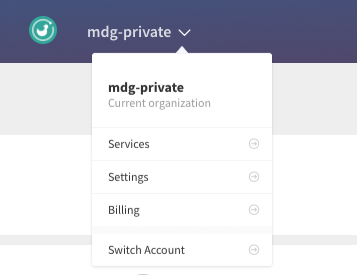 mdg-private
mdg-private
Current organization
Services
Settings
Billing
Switch Account